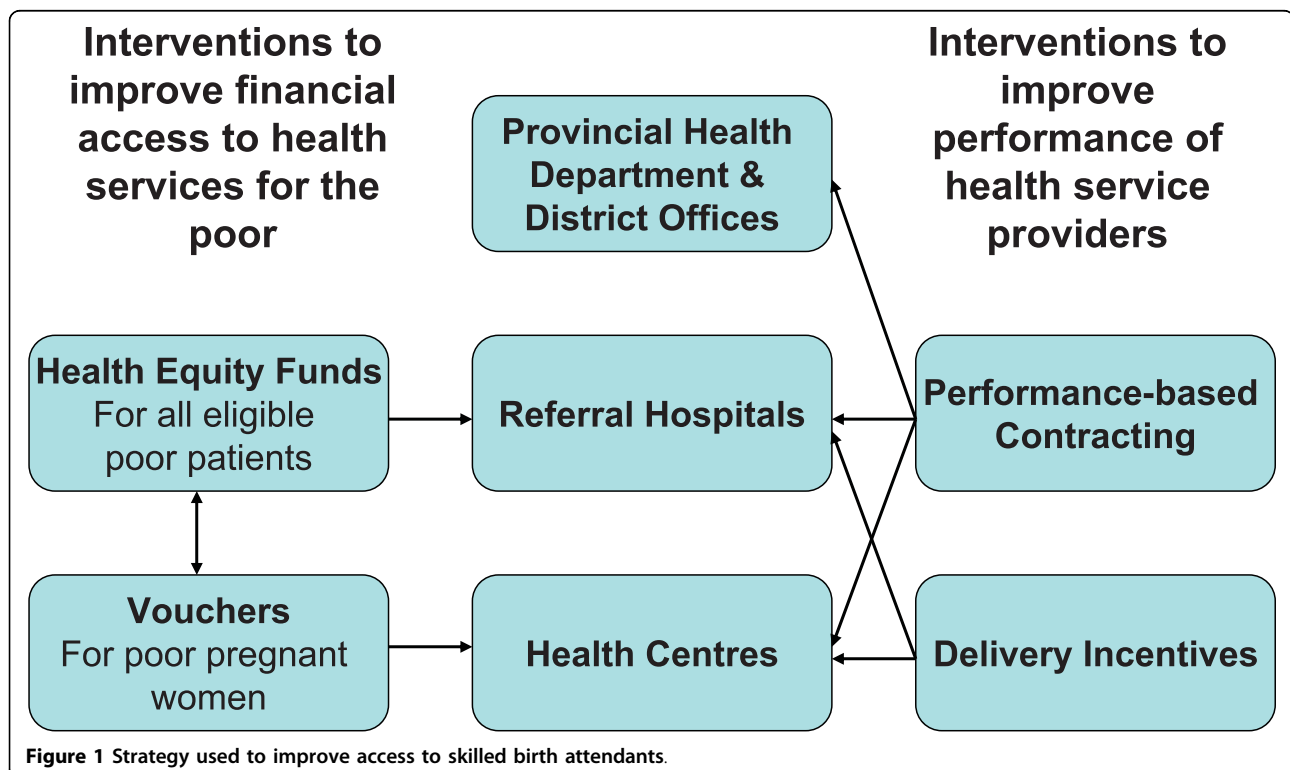 Interventions to
improve financial
access to health
services for the
poor
Interventions to
improve
performance of
health service
providers
Provincial Health
Department &
District Offices
Health Equity Funds
For all eligible
poor patients
Referral Hospitals
Performance-based
Contracting
Vouchers
For poor pregnant
women
Health Centres
Delivery Incentives
Figure 1 Strategy used to improve access to skilled birth attendants.